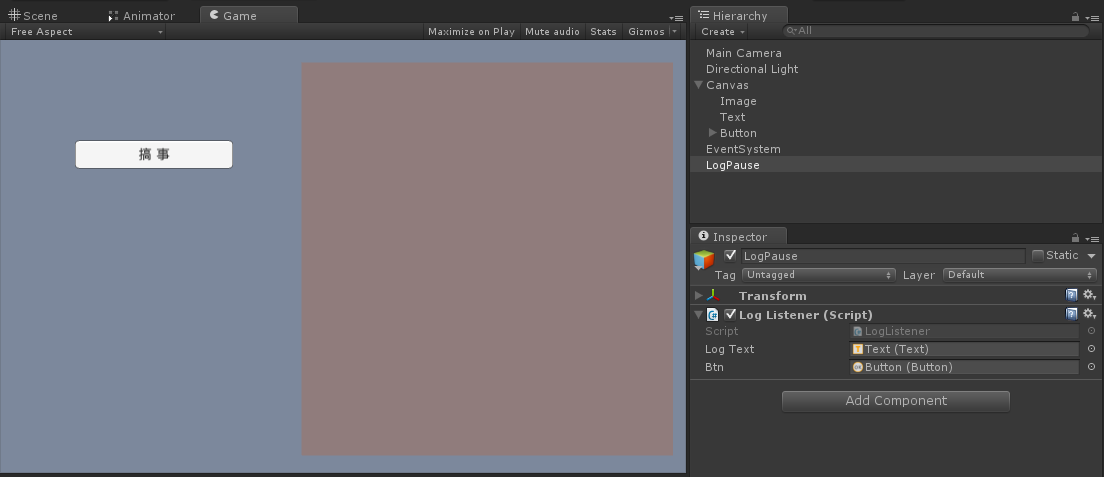 Scene Animator Game
Free Aspect Maximize on Play Mute audio Stats Gizmos
搞 事
Hierarchy
Create All
Main Camera
Directional Light
Canvas
Image
Text
Button
EventSystem
LogPause
Inspector
LogPause Static
Tag Untagged Layer Default
Transform
Log Listener (Script)
Script LogListener
Log Text Text (Text)
Btn Button (Button)
Add Component